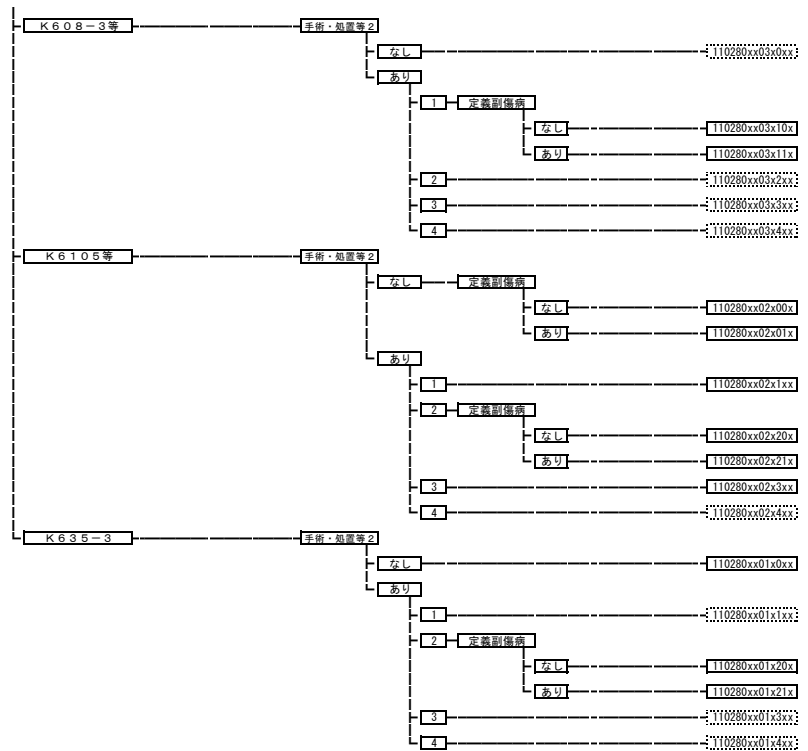 K608-3等 手術・処置等2
なし 110280xx03x0xx
あり
1 定義副傷病
なし 110280xx03x10x
あり 110280xx03x11x
2 110280xx03x2xx
3 110280xx03x3xx
4 110280xx03x4xx
K6105等 手術・処置等2
なし 定義副傷病
なし 110280xx02x00x
あり 110280xx02x01x
あり
1 110280xx02x1xx
2 定義副傷病
なし 110280xx02x20x
あり 110280xx02x21x
3 110280xx02x3xx
4 110280xx02x4xx
K635-3 手術・処置等2
なし 110280xx01x0xx
あり
1 110280xx01x1xx
2 定義副傷病
なし 110280xx01x20x
あり 110280xx01x21x
3 110280xx01x3xx
4 110280xx01x4xx